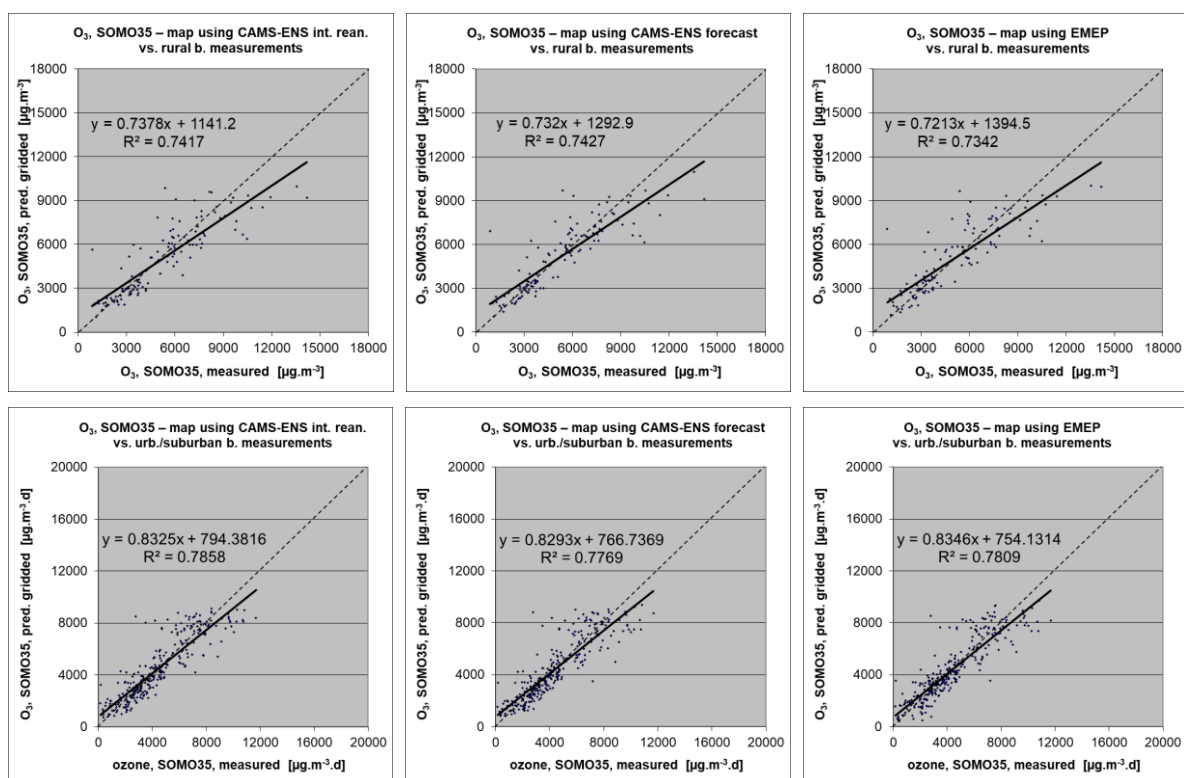 O₃, SOMO35 – map using CAMS-ENS int. rean.
vs. rural b. measurements
O₃, SOMO35, pred. gridded [µg.m⁻³]
18000
15000
12000
9000
6000
3000
0
y = 0.7378x + 1141.2
R² = 0.7417
0 3000 6000 9000 12000 15000 18000
O₃, SOMO35, measured [µg.m⁻³]
O₃, SOMO35 – map using CAMS-ENS forecast
vs. rural b. measurements
O₃, SOMO35, pred. gridded [µg.m⁻³]
18000
15000
12000
9000
6000
3000
0
y = 0.732x + 1292.9
R² = 0.7427
0 3000 6000 9000 12000 15000 18000
O₃, SOMO35, measured [µg.m⁻³]
O₃, SOMO35 – map using EMEP
vs. rural b. measurements
O₃, SOMO35, pred. gridded [µg.m⁻³]
18000
15000
12000
9000
6000
3000
0
y = 0.7213x + 1394.5
R² = 0.7342
0 3000 6000 9000 12000 15000 18000
O₃, SOMO35, measured [µg.m⁻³]
O₃, SOMO35 – map using CAMS-ENS int. rean.
vs. urb./suburban b. measurements
O₃, SOMO35, pred. gridded [µg.m⁻³.d]
20000
16000
12000
8000
4000
0
y = 0.8325x + 794.3816
R² = 0.7858
0 4000 8000 12000 16000 20000
ozone, SOMO35, measured [µg.m⁻³.d]
O₃, SOMO35 – map using CAMS-ENS forecast
vs. urb./suburban b. measurements
O₃, SOMO35, pred. gridded [µg.m⁻³.d]
20000
16000
12000
8000
4000
0
y = 0.8293x + 766.7369
R² = 0.7769
0 4000 8000 12000 16000 20000
ozone, SOMO35, measured [µg.m⁻³.d]
O₃, SOMO35 – map using EMEP
vs. urb./suburban b. measurements
O₃, SOMO35, pred. gridded [µg.m⁻³.d]
20000
16000
12000
8000
4000
0
y = 0.8346x + 754.1314
R² = 0.7809
0 4000 8000 12000 16000 20000
ozone, SOMO35, measured [µg.m⁻³.d]